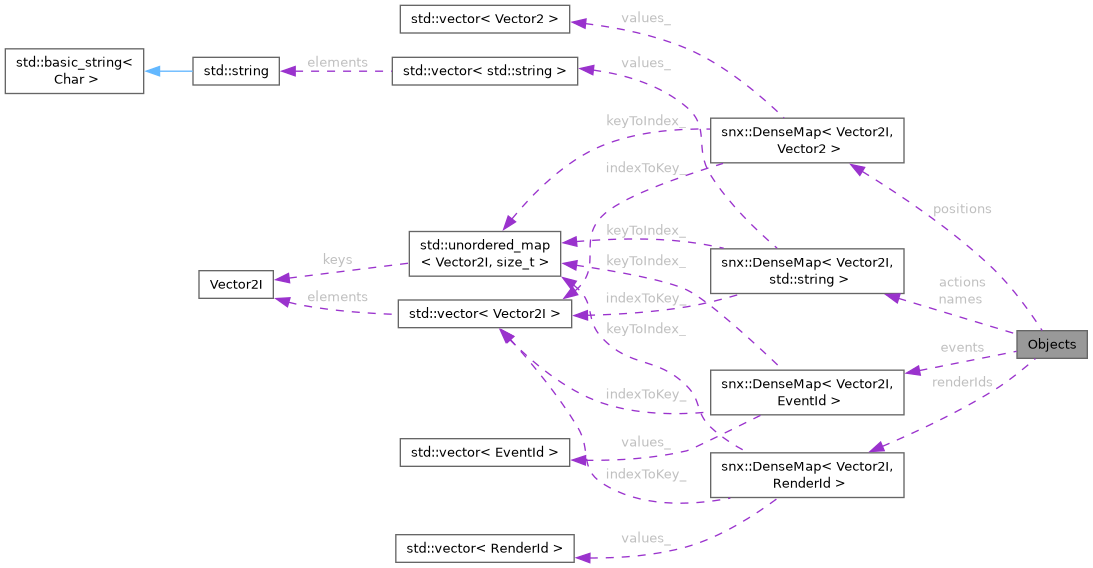 std::vector< Vector2 >
values_
std::basic_string<
Char >
std::string
elements
std::vector< std::string >
values_
keyToIndex_
snx::DenseMap< Vector2I,
Vector2 >
indexToKey_
positions
std::unordered_map
< Vector2I, size_t >
keyToIndex_
keys
keyToIndex_
snx::DenseMap< Vector2I,
std::string >
actions
names
Vector2I
elements
std::vector< Vector2I >
indexToKey_
keyToIndex_
Objects
events
renderIds
snx::DenseMap< Vector2I,
EventId >
indexToKey_
std::vector< EventId >
values_
snx::DenseMap< Vector2I,
RenderId >
indexToKey_
std::vector< RenderId >
values_